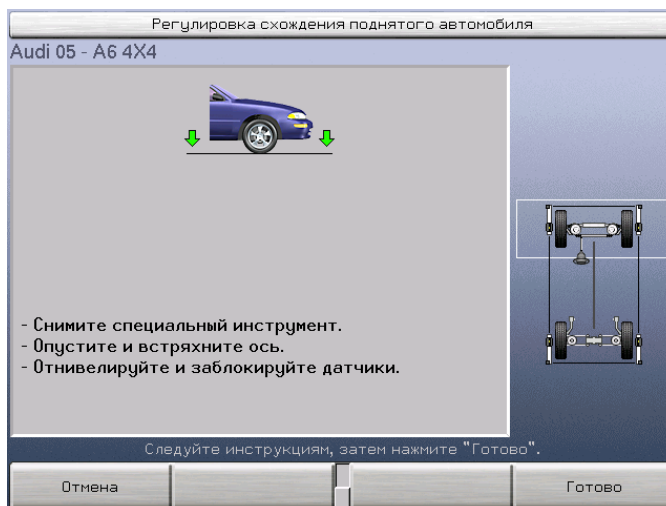 Регулировка схождения поднятого автомобиля
Audi 05 - A6 4X4
- Снимите специальный инструмент.
- Опустите и встряхните ось.
- Отнивелируйте и заблокируйте датчики.
Следуйте инструкциям, затем нажмите "Готово".
Отмена
Готово